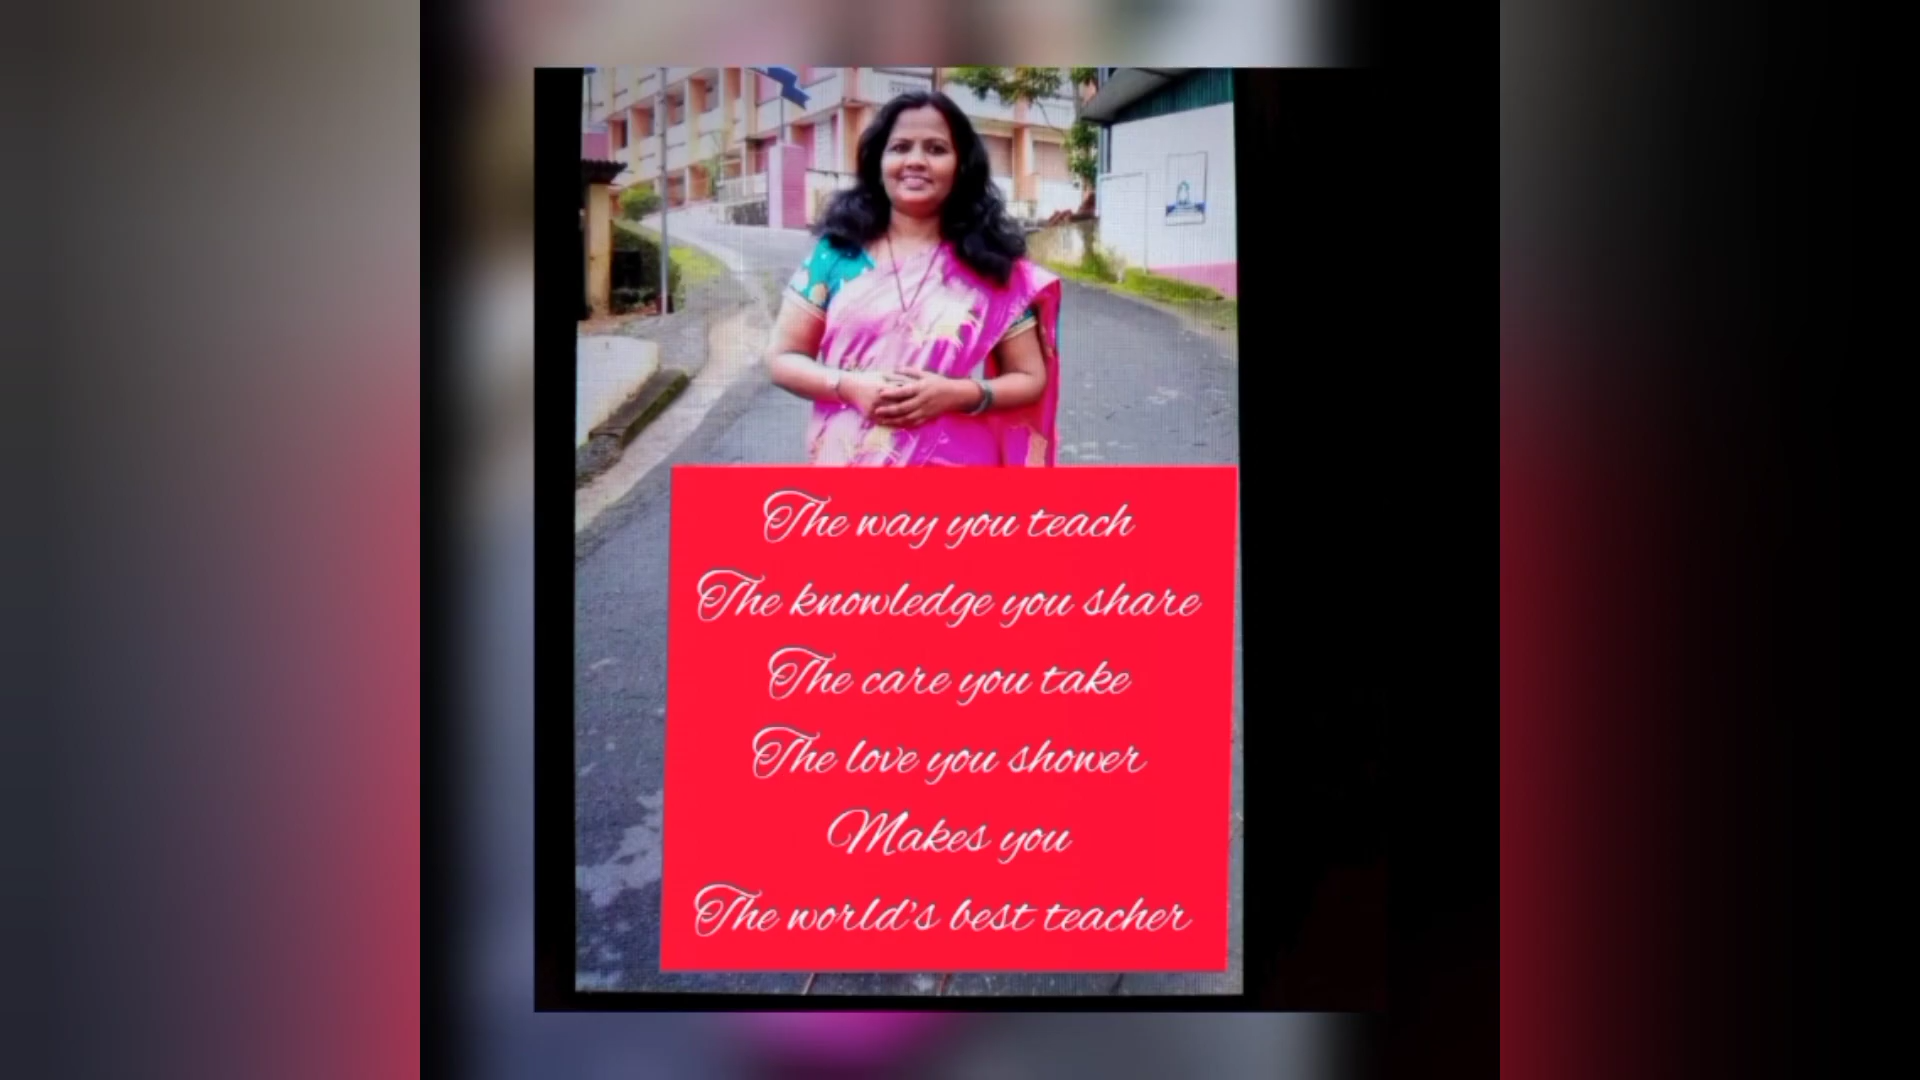 The way you teach
The knowledge you share
The care you take
The love you shower
Makes you
The world's best teacher